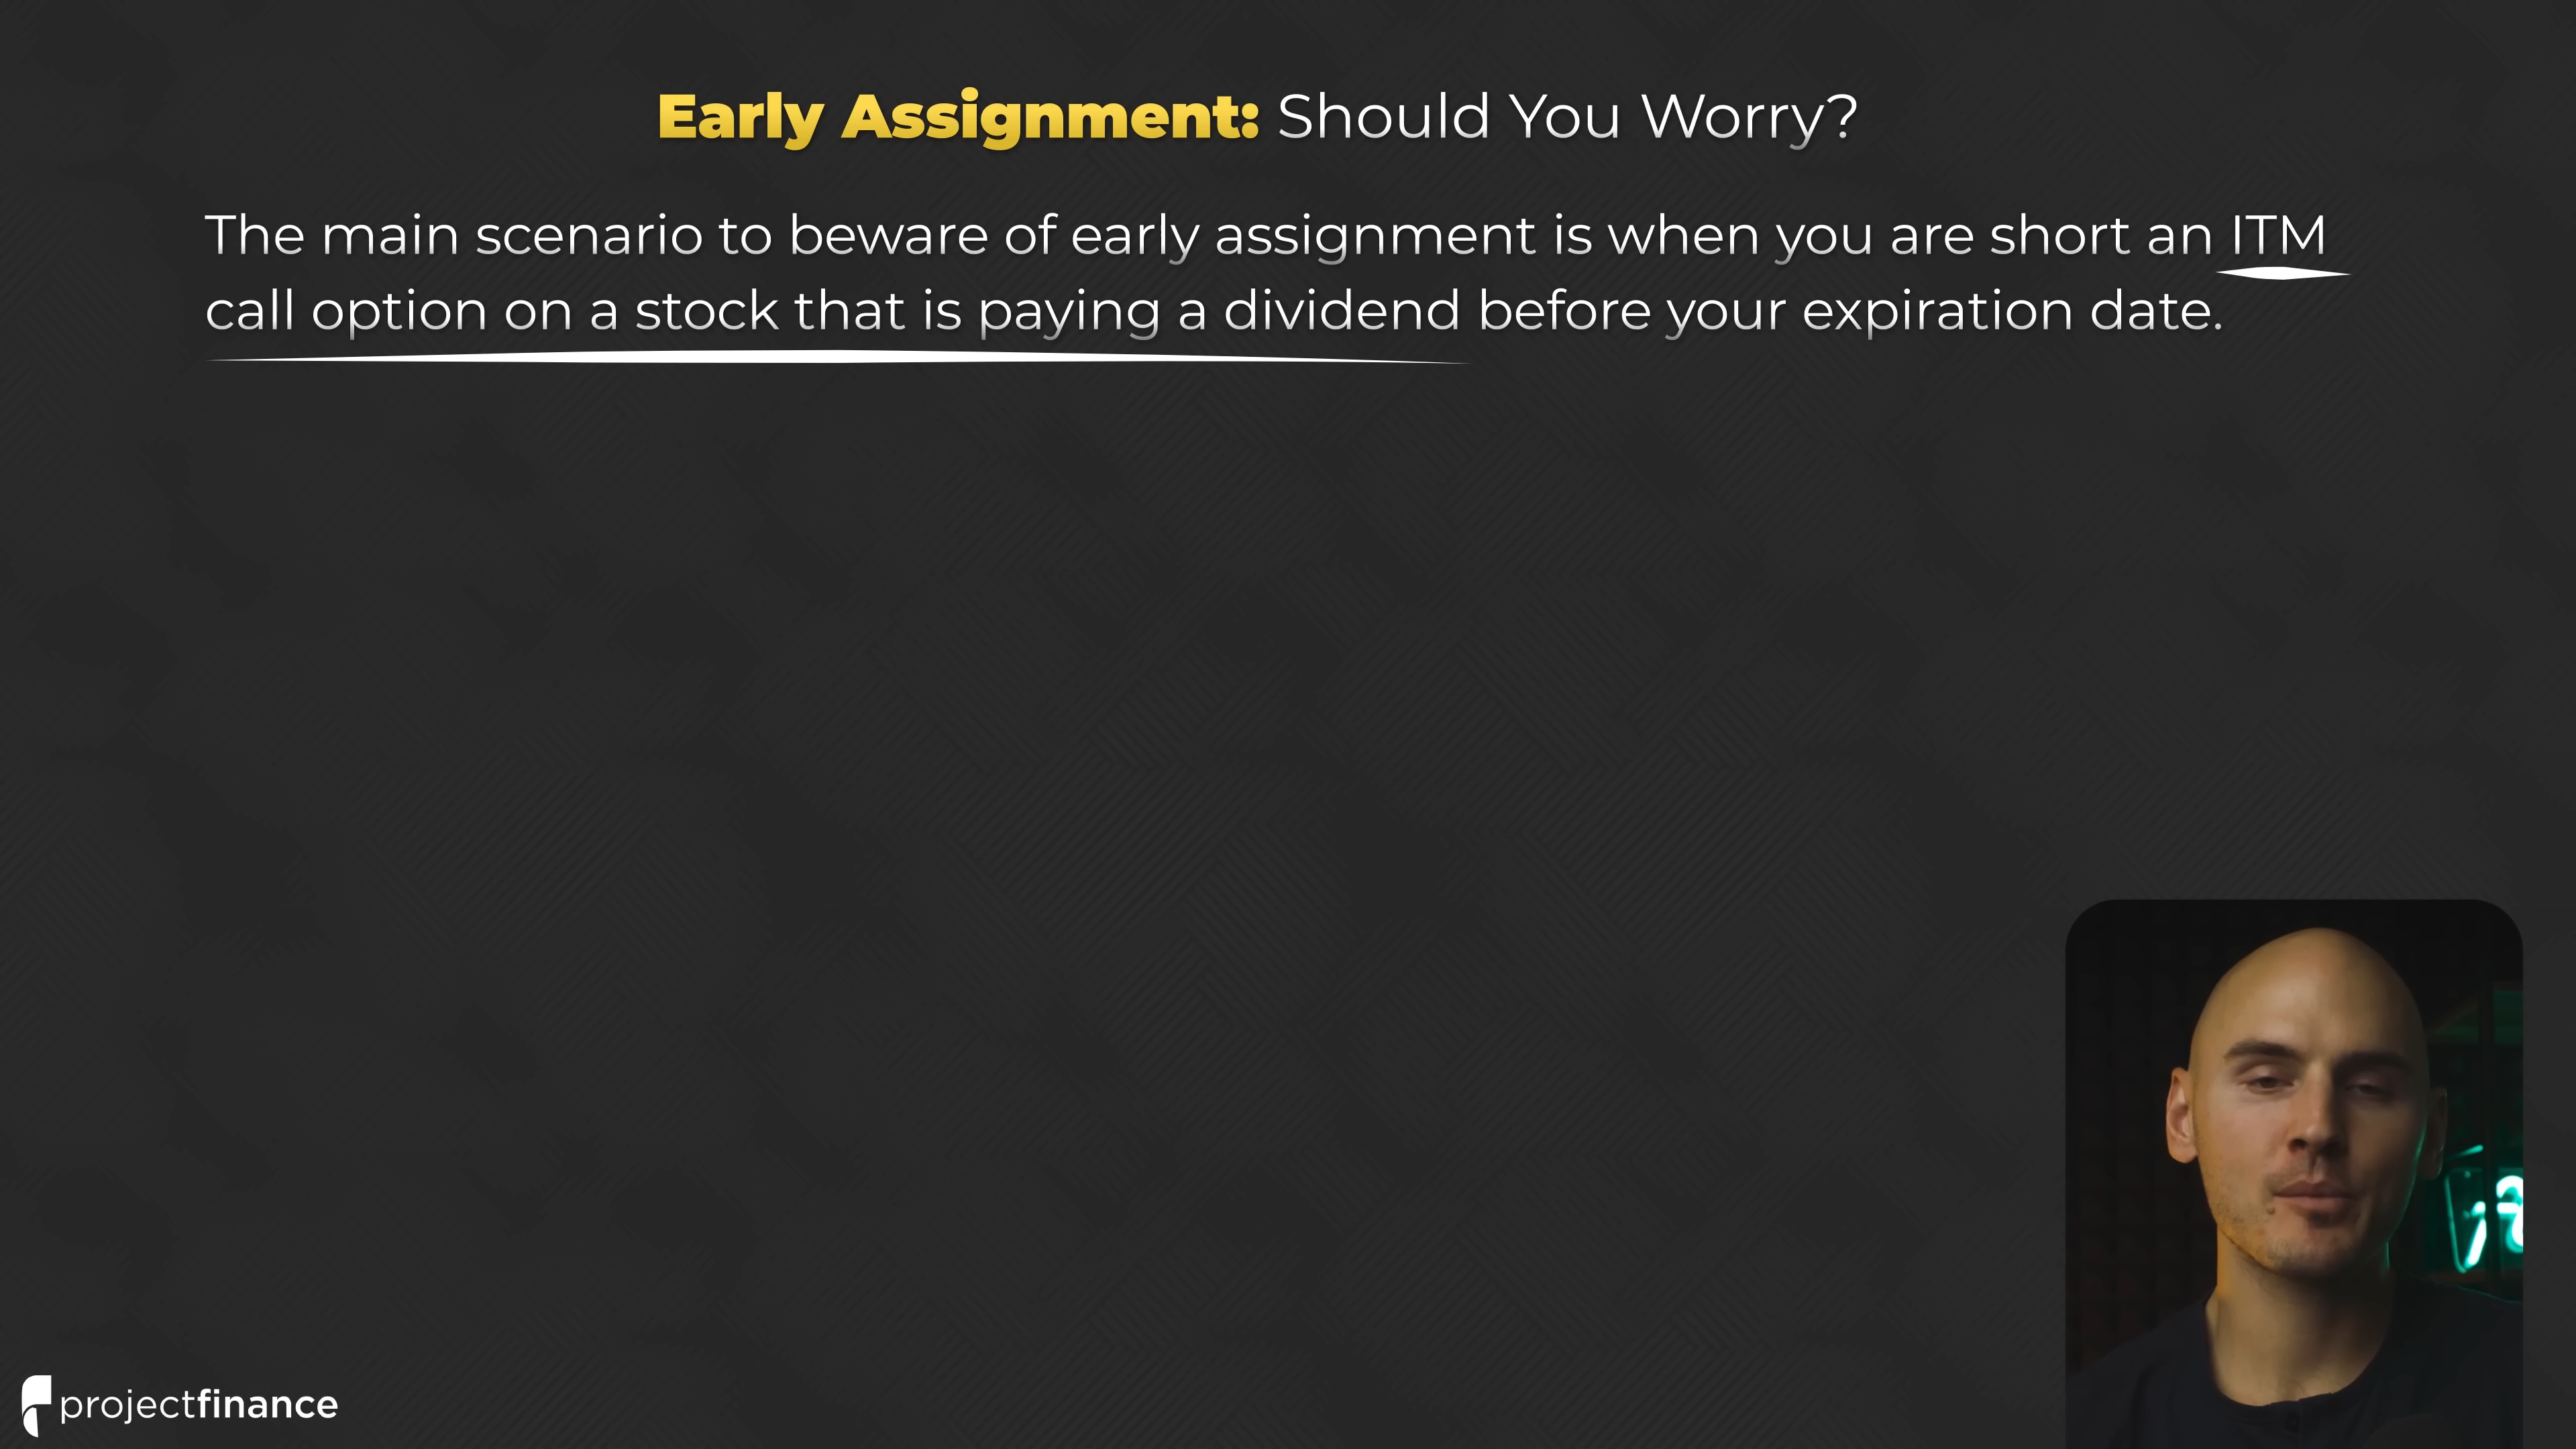 Early Assignment: Should You Worry?
The main scenario to beware of early assignment is when you are short an ITM
call option on a stock that is paying a dividend before your expiration date.
projectfinance